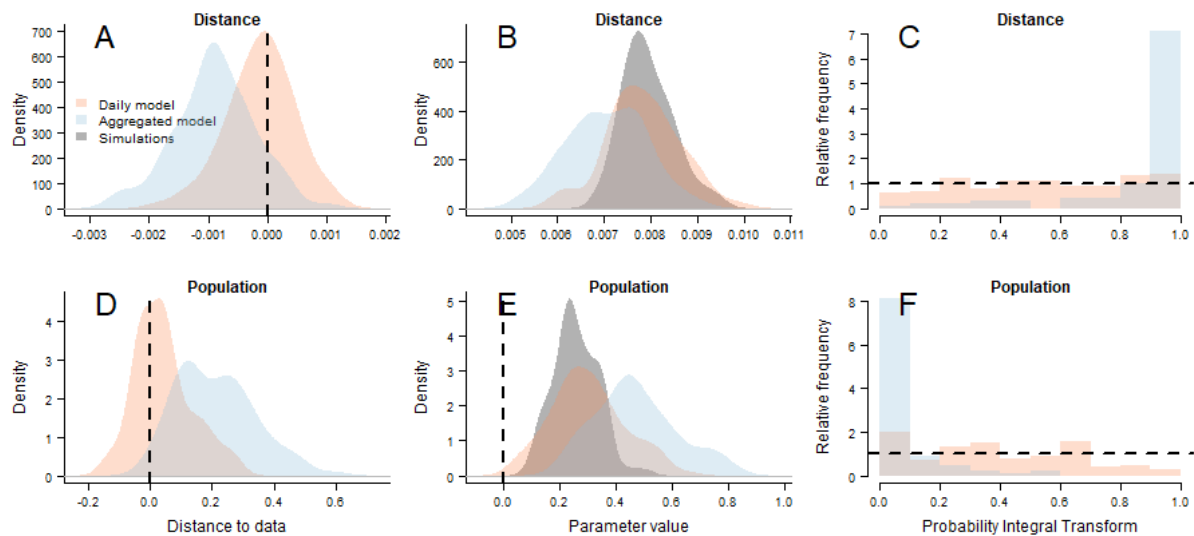 Distance
A
700
600
500
400
300
200
100
0
Density
Daily model
Aggregated model
Simulations
-0.003 -0.002 -0.001 0.000 0.001 0.002
Distance
B
700
600
500
400
300
200
100
0
Density
0.005 0.006 0.007 0.008 0.009 0.010 0.011
Distance
C
7
6
5
4
3
2
1
0
Relative frequency
0.0 0.2 0.4 0.6 0.8 1.0
Population
D
4
3
2
1
0
Density
-0.2 0.0 0.2 0.4 0.6
Distance to data
Population
E
5
4
3
2
1
0
Density
0.0 0.2 0.4 0.6 0.8 1.0
Parameter value
Population
F
8
6
4
2
0
Relative frequency
0.0 0.2 0.4 0.6 0.8 1.0
Probability Integral Transform